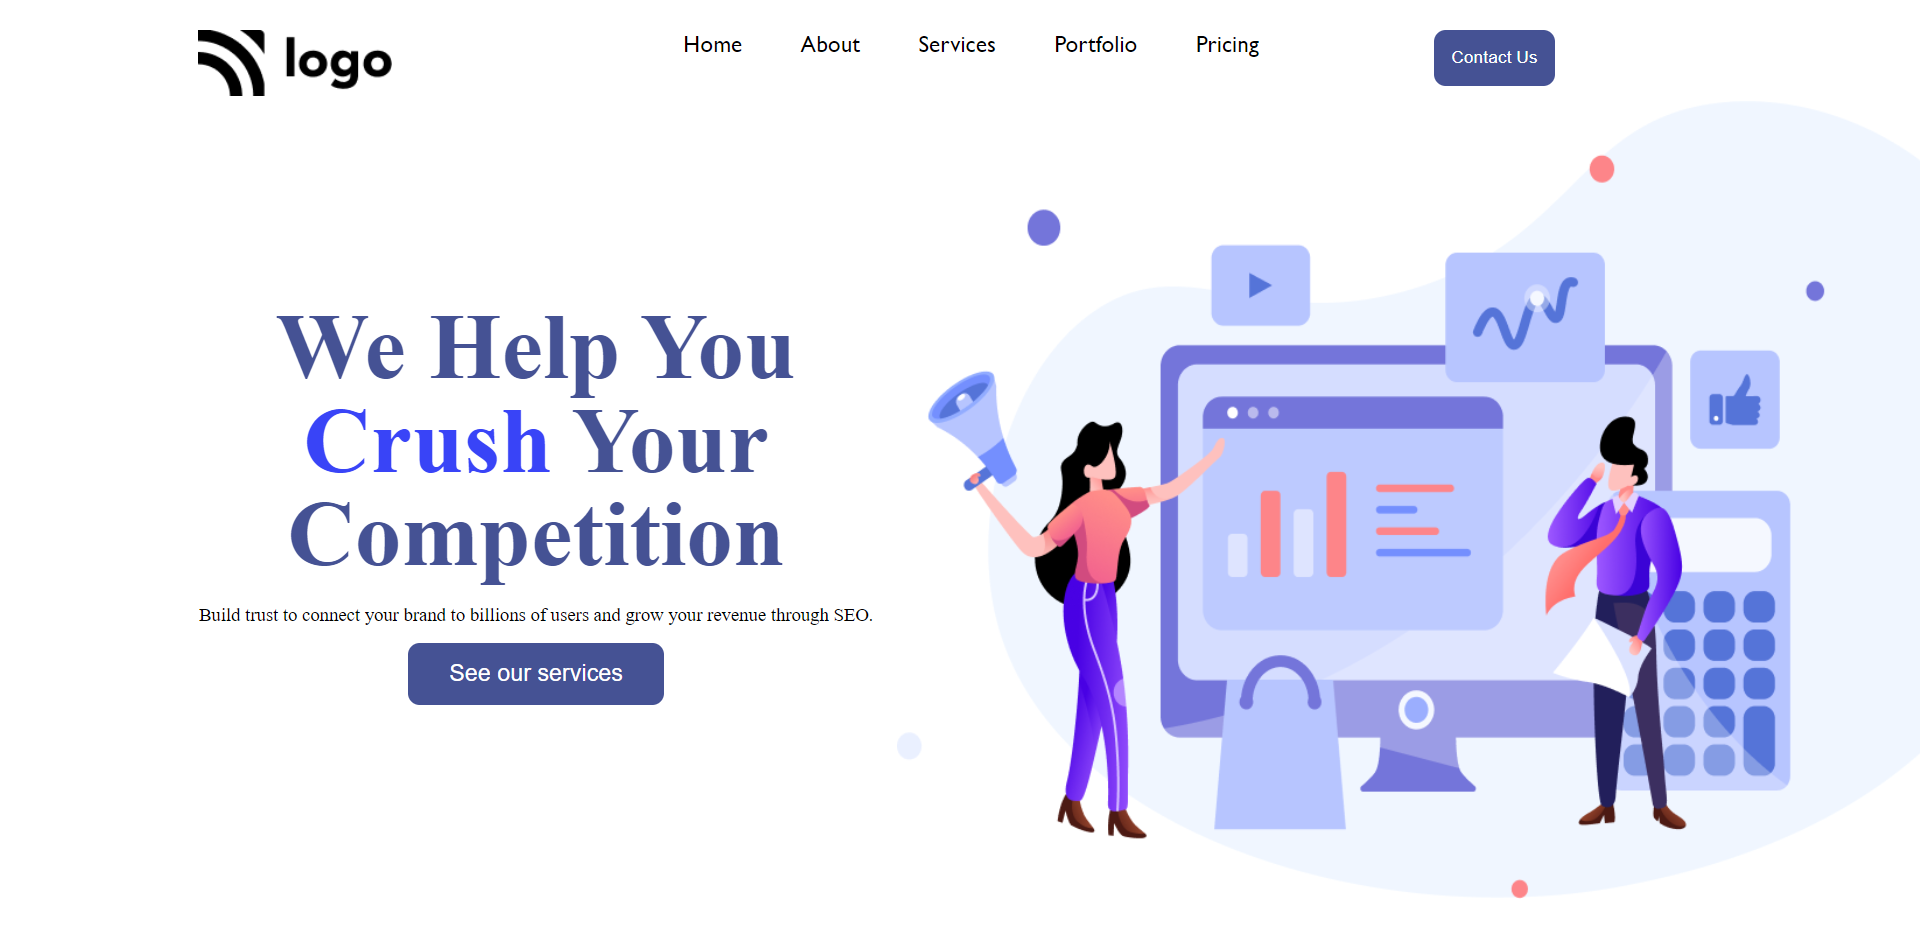 logo
Home About Services Portfolio Pricing
Contact Us
We Help You
Crush Your
Competition
Build trust to connect your brand to billions of users and grow your revenue through SEO.
See our services